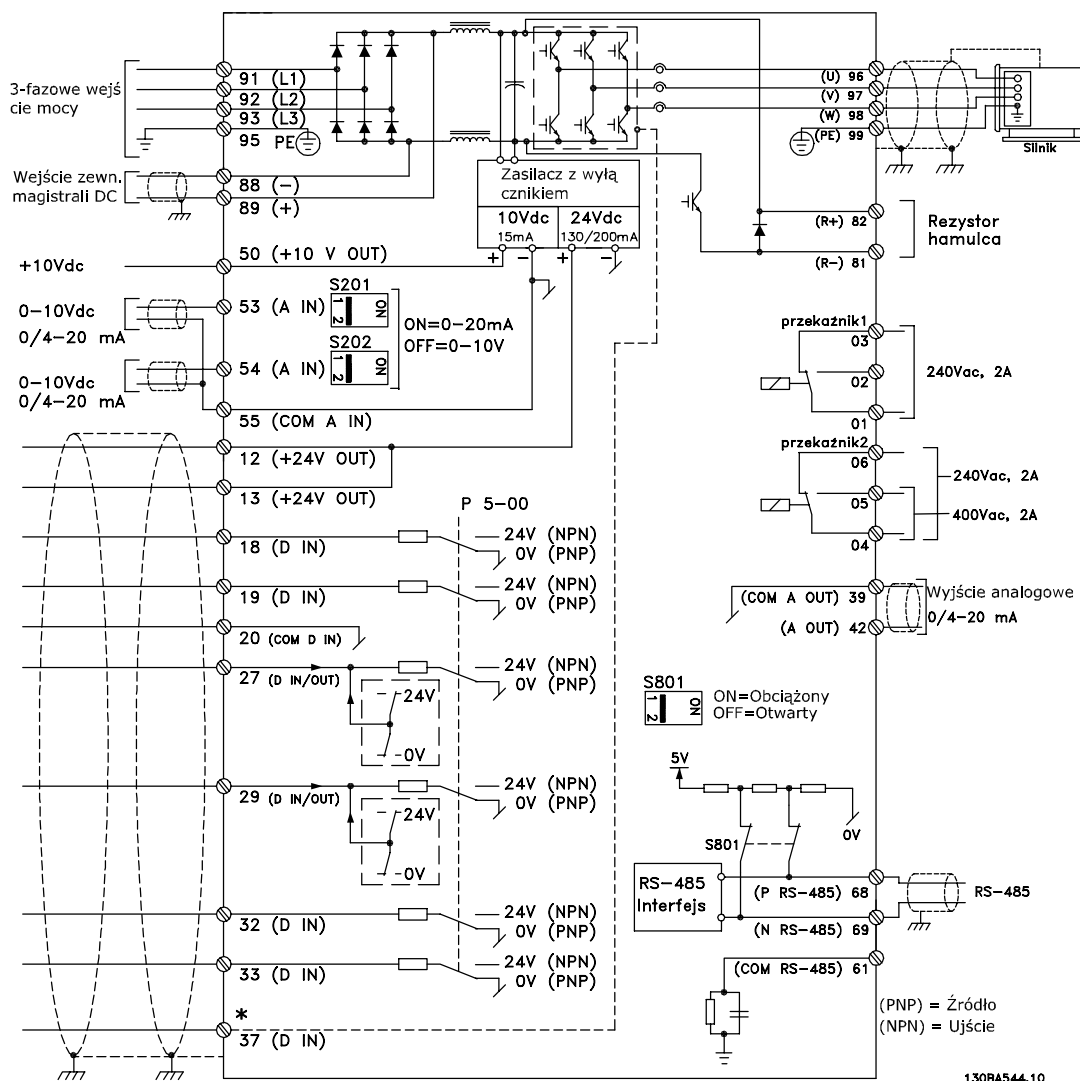 3-fazowe wejś
cie mocy
91 (L1)
92 (L2)
93 (L3)
95 PE
Wejście zewn.
magistrali DC
88 (−)
89 (+)
+10Vdc
50 (+10 V OUT)
0−10Vdc
0/4−20 mA
53 (A IN)
S201
1 2 ON
ON=0−20mA
OFF=0−10V
S202
1 2 ON
54 (A IN)
0−10Vdc
0/4−20 mA
55 (COM A IN)
12 (+24V OUT)
13 (+24V OUT)
P 5-00
18 (D IN)
24V (NPN)
0V (PNP)
19 (D IN)
24V (NPN)
0V (PNP)
20 (COM D IN)
27 (D IN/OUT)
24V (NPN)
0V (PNP)
24V
0V
29 (D IN/OUT)
24V (NPN)
0V (PNP)
24V
0V
32 (D IN)
24V (NPN)
0V (PNP)
33 (D IN)
24V (NPN)
0V (PNP)
*
37 (D IN)
Zasilacz z wyłą
cznikiem
10Vdc
15mA
24Vdc
130/200mA
+ − + −
(U) 96
(V) 97
(W) 98
(PE) 99
Silnik
(R+) 82
(R−) 81
Rezystor
hamulca
przekaźnik1
03
02
01
240Vac, 2A
przekaźnik2
06
05
04
240Vac, 2A
400Vac, 2A
(COM A OUT) 39
(A OUT) 42
Wyjście analogowe
0/4−20 mA
S801
1 2 ON
ON=Obciążony
OFF=Otwarty
5V
0V
S801
RS-485
Interfejs
(P RS-485) 68
(N RS-485) 69
RS-485
(COM RS-485) 61
(PNP) = Źródło
(NPN) = Ujście
130BA544.10